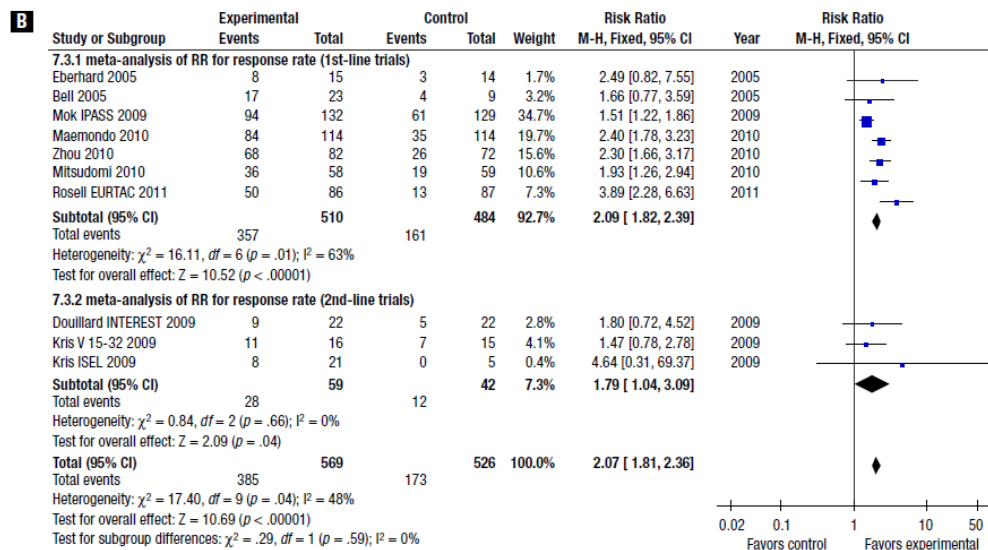 B
Experimental Control Risk Ratio Risk Ratio
Study or Subgroup Events Total Events Total Weight M-H, Fixed, 95% CI Year M-H, Fixed, 95% CI
7.3.1 meta-analysis of RR for response rate (1st-line trials)
Eberhard 2005 8 15 3 14 1.7% 2.49 [0.82, 7.55] 2005
Bell 2005 17 23 4 9 3.2% 1.66 [0.77, 3.59] 2005
Mok IPASS 2009 94 132 61 129 34.7% 1.51 [1.22, 1.86] 2009
Maemondo 2010 84 114 35 114 19.7% 2.40 [1.78, 3.23] 2010
Zhou 2010 68 82 26 72 15.6% 2.30 [1.66, 3.17] 2010
Mitsudomi 2010 36 58 19 59 10.6% 1.93 [1.26, 2.94] 2010
Rosell EURTAC 2011 50 86 13 87 7.3% 3.89 [2.28, 6.63] 2011
Subtotal (95% CI) 510 484 92.7% 2.09 [ 1.82, 2.39]
Total events 357 161
Heterogeneity: χ² = 16.11, df = 6 (p = .01); I² = 63%
Test for overall effect: Z = 10.52 (p < .00001)
7.3.2 meta-analysis of RR for response rate (2nd-line trials)
Douillard INTEREST 2009 9 22 5 22 2.8% 1.80 [0.72, 4.52] 2009
Kris V 15-32 2009 11 16 7 15 4.1% 1.47 [0.78, 2.78] 2009
Kris ISEL 2009 8 21 0 5 0.4% 4.64 [0.31, 69.37] 2009
Subtotal (95% CI) 59 42 7.3% 1.79 [ 1.04, 3.09]
Total events 28 12
Heterogeneity: χ² = 0.84, df = 2 (p = .66); I² = 0%
Test for overall effect: Z = 2.09 (p = .04)
Total (95% CI) 569 526 100.0% 2.07 [ 1.81, 2.36]
Total events 385 173
Heterogeneity: χ² = 17.40, df = 9 (p = .04); I² = 48%
Test for overall effect: Z = 10.69 (p < .00001)
Test for subgroup differences: χ² = .29, df = 1 (p = .59); I² = 0%
0.02 0.1 1 10 50
Favors control Favors experimental